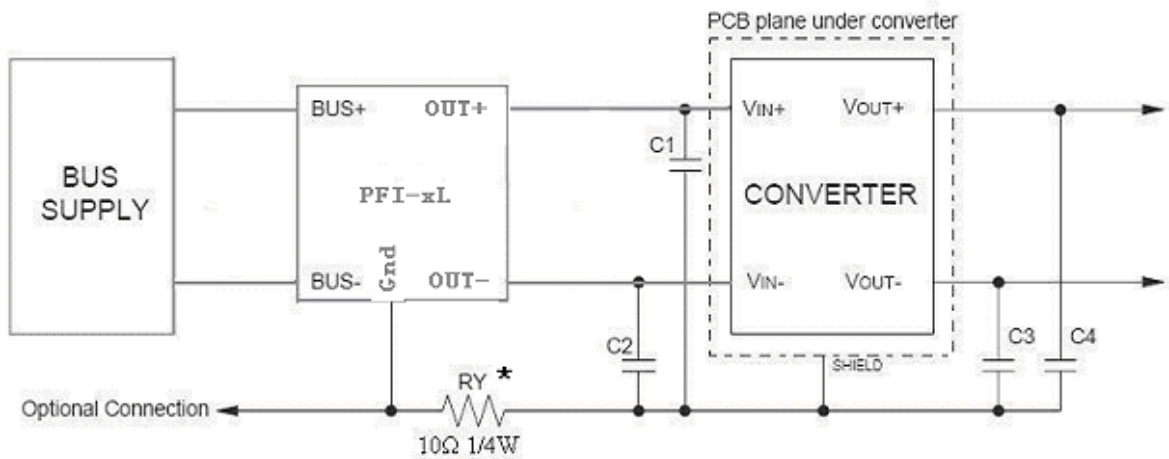 PCB plane under converter
BUS
SUPPLY
BUS+ OUT+
PFI-xL
BUS- Gnd OUT-
C1
VIN+ VOUT+
CONVERTER
VIN- VOUT-
C2
SHIELD
C3
C4
RY *
Optional Connection
10Ω 1/4W